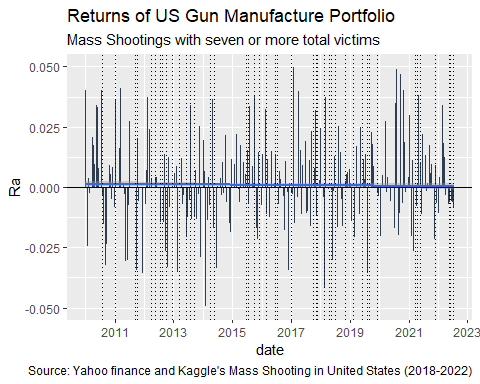 Returns of US Gun Manufacture Portfolio
Mass Shootings with seven or more total victims
0.050
0.025
0.000
-0.025
-0.050
Ra
2011
2013
2015
2017
2019
2021
2023
date
Source: Yahoo finance and Kaggle's Mass Shooting in United States (2018-2022)